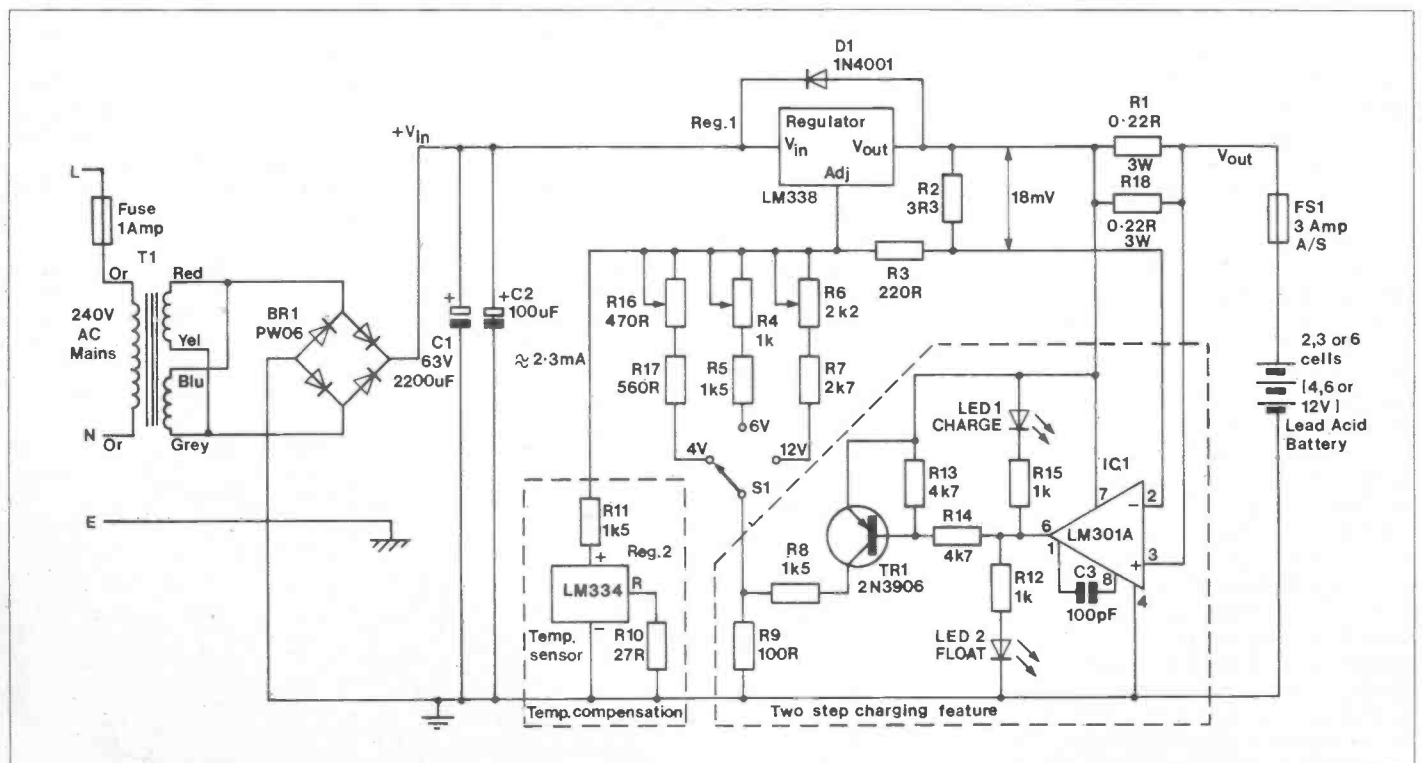 D1
1N4001
R1
0·22R
3W
Reg.1
Regulator
Vin
Vout
Adj
LM338
+Vin
Vout
R18
0·22R
3W
R2
3R3
18mV
FS1
3 Amp
A/S
L
Fuse
1Amp
T1
Or
Red
Yel
Blu
Grey
240V
AC
Mains
N
Or
BR1
PW06
+
C1
63V
2200uF
+
C2
100uF
≈2·3mA
R3
220R
R16
470R
R4
1k
R6
2k2
R17
560R
R5
1k5
R7
2k7
6V
4V
12V
S1
2,3 or 6
cells
[4,6 or
12V]
Lead Acid
Battery
LED 1
CHARGE
R13
4k7
R15
1k
IC1
7
2
−
6
LM301A
1
8
3
+
4
R14
4k7
TR1
2N3906
R8
1k5
R12
1k
C3
100pF
R9
100R
LED 2
FLOAT
E
R11
1k5
+
Reg.2
LM334
R
−
Temp.
sensor
R10
27R
Temp. compensation
Two step charging feature